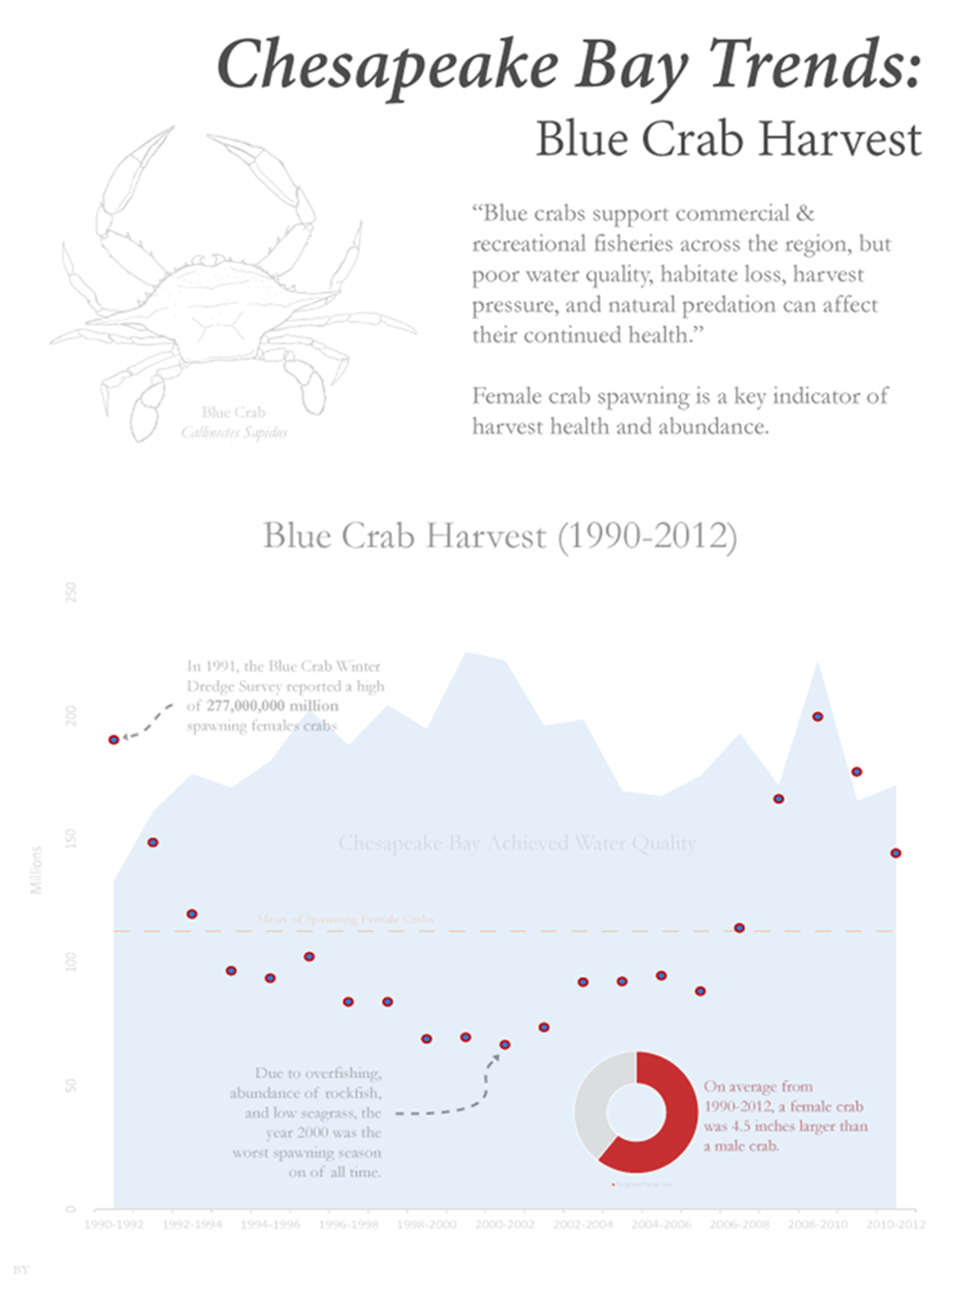 Chesapeake Bay Trends:
Blue Crab Harvest
“Blue crabs support commercial &
recreational fisheries across the region, but
poor water quality, habitate loss, harvest
pressure, and natural predation can affect
their continued health.”
Female crab spawning is a key indicator of
harvest health and abundance.
Blue Crab
Callinectes Sapidus
Blue Crab Harvest (1990-2012)
250
200
150
100
50
0
Millions
In 1991, the Blue Crab Winter
Dredge Survey reported a high
of 277,000,000 million
spawning females crabs
Chesapeake Bay Achieved Water Quality
Mean of Spawning Female Crabs
Due to overfishing,
abundance of rockfish,
and low seagrass, the
year 2000 was the
worst spawning season
on of all time.
On average from
1990-2012, a female crab
was 4.5 inches larger than
a male crab.
1990-1992 1992-1994 1994-1996 1996-1998 1998-2000 2000-2002 2002-2004 2004-2006 2006-2008 2008-2010 2010-2012
BY